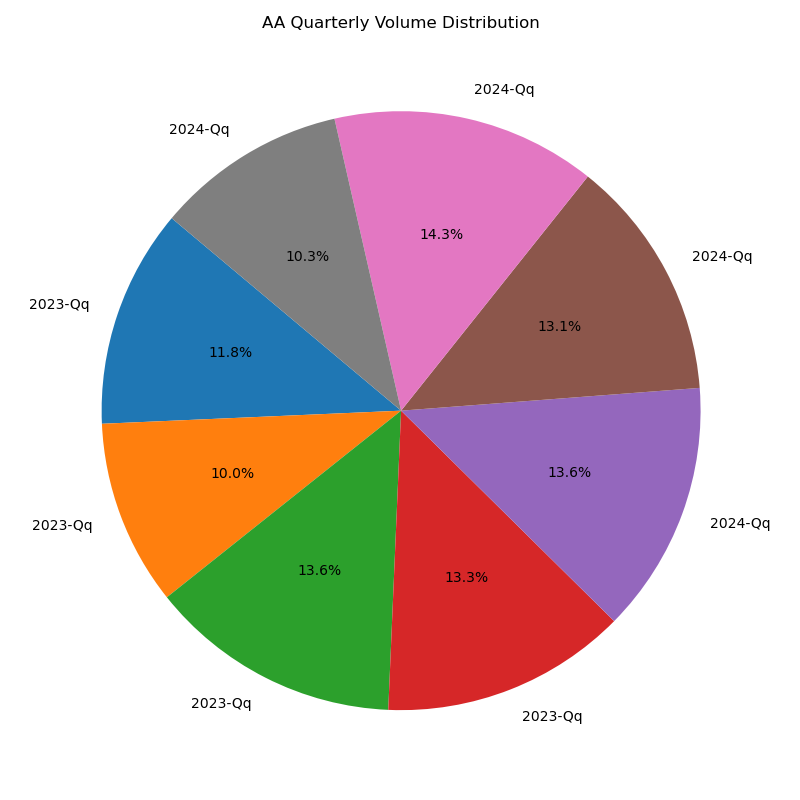 AA Quarterly Volume Distribution
2024-Qq
2024-Qq
14.3%
10.3%
2024-Qq
2023-Qq
13.1%
11.8%
13.6%
10.0%
2024-Qq
2023-Qq
13.6%
13.3%
2023-Qq
2023-Qq